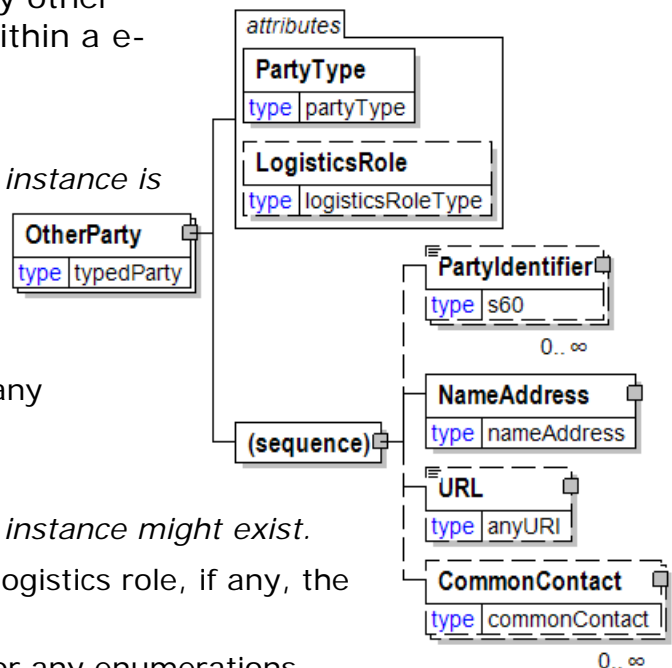 y other
ithin a e-
instance is
any
instance might exist.
ogistics role, if any, the
or any enumerations
attributes
PartyType
type partyType
LogisticsRole
type logisticsRoleType
OtherParty
type typedParty
(sequence)
PartyIdentifier
type s60
0.. ∞
NameAddress
type nameAddress
URL
type anyURI
CommonContact
type commonContact
0.. ∞